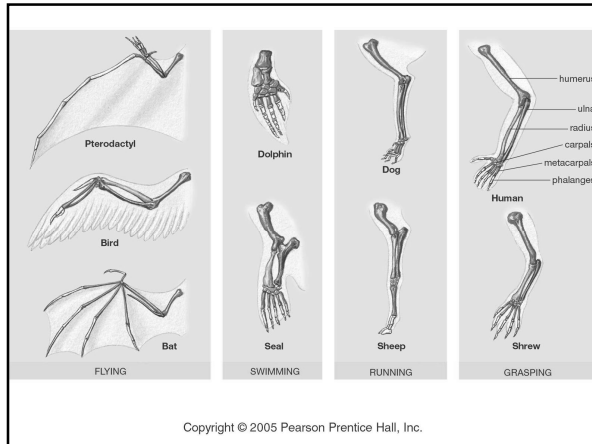 Pterodactyl
Bird
Bat
FLYING
Dolphin
Seal
SWIMMING
Dog
Sheep
RUNNING
humerus
ulna
radius
carpals
metacarpals
phalanges
Human
Shrew
GRASPING
Copyright © 2005 Pearson Prentice Hall, Inc.